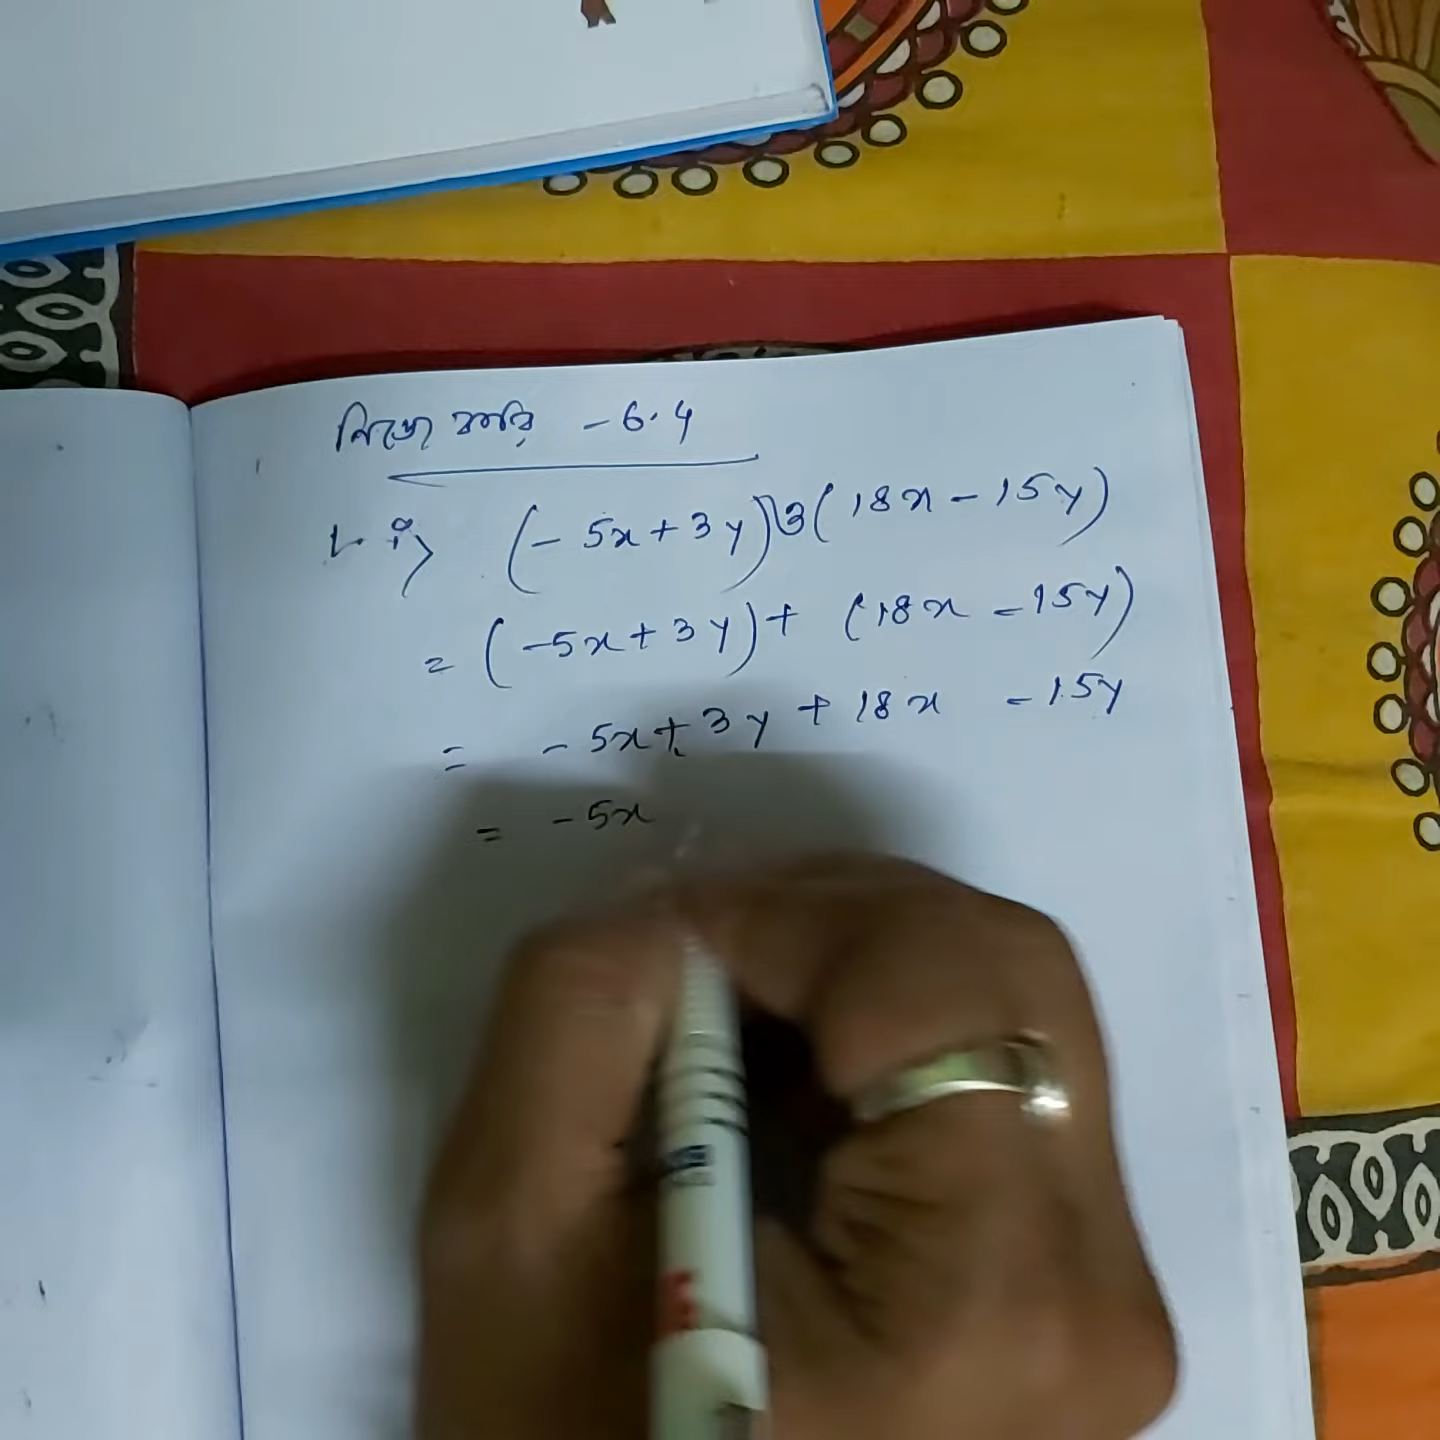 নিজে করি - 6.4
1. i) (- 5x + 3y) ও (18x - 15y)
= (-5x + 3y) + (18x - 15y)
= - 5x + 3y + 18x - 15y
= - 5x